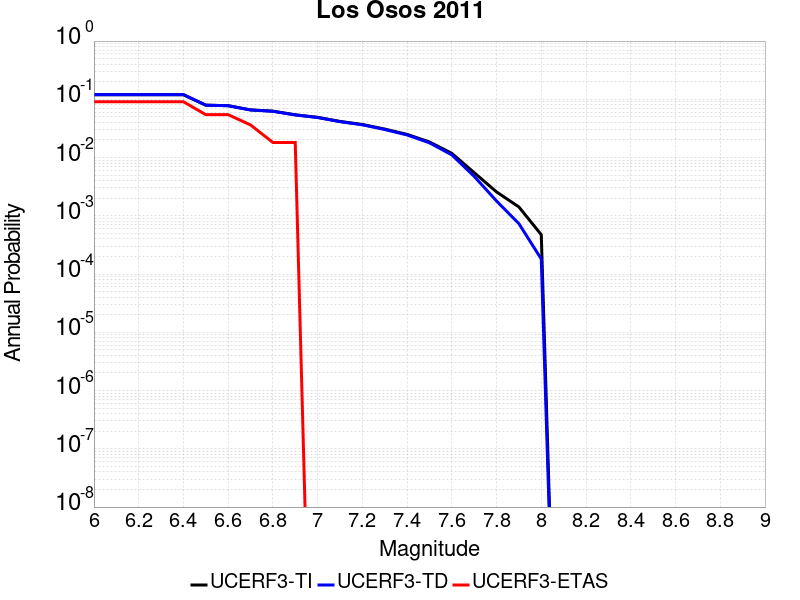 Los Osos 2011
10^0
10^-1
10^-2
10^-3
10^-4
10^-5
10^-6
10^-7
10^-8
Annual Probability
6 6.2 6.4 6.6 6.8 7 7.2 7.4 7.6 7.8 8 8.2 8.4 8.6 8.8 9
Magnitude
UCERF3-TI UCERF3-TD UCERF3-ETAS